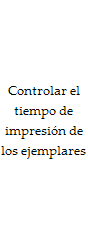 Controlar el
tiempo de
impresión de
los ejemplares